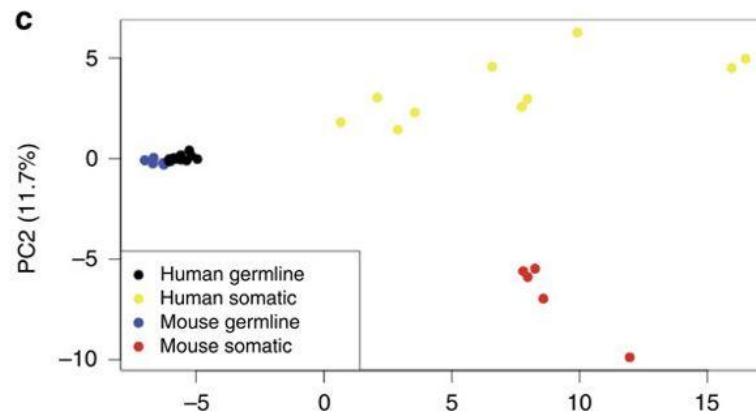 c
5
0
−5
−10
PC2 (11.7%)
Human germline
Human somatic
Mouse germline
Mouse somatic
−5 0 5 10 15